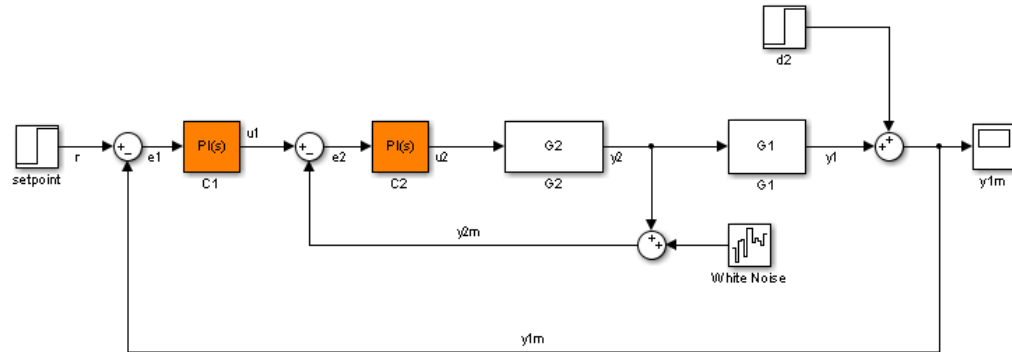 d2
setpoint
r
+
-
e1
PI(s)
C1
u1
+
-
e2
PI(s)
C2
u2
G2
G2
y2
G1
G1
y1
+
+
y1m
y2m
+
+
White Noise
y1m